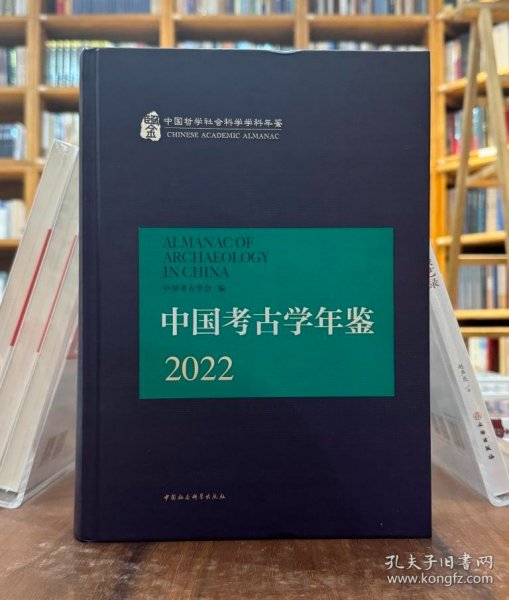 中国哲学社会科学学科年鉴
CHINESE ACADEMIC ALMANAC
ALMANAC OF
ARCHAEOLOGY
IN CHINA
中国考古学会 编
中国考古学年鉴
2022
中国社会科学出版社
孔夫子旧书网
www.kongfz.com